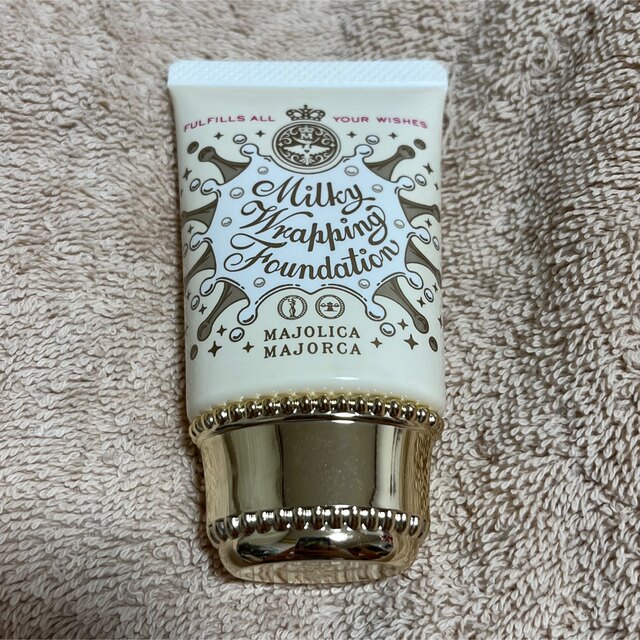 FULFILLS ALL YOUR WISHES
Milky
Wrapping
Foundation
MAJOLICA
MAJORCA